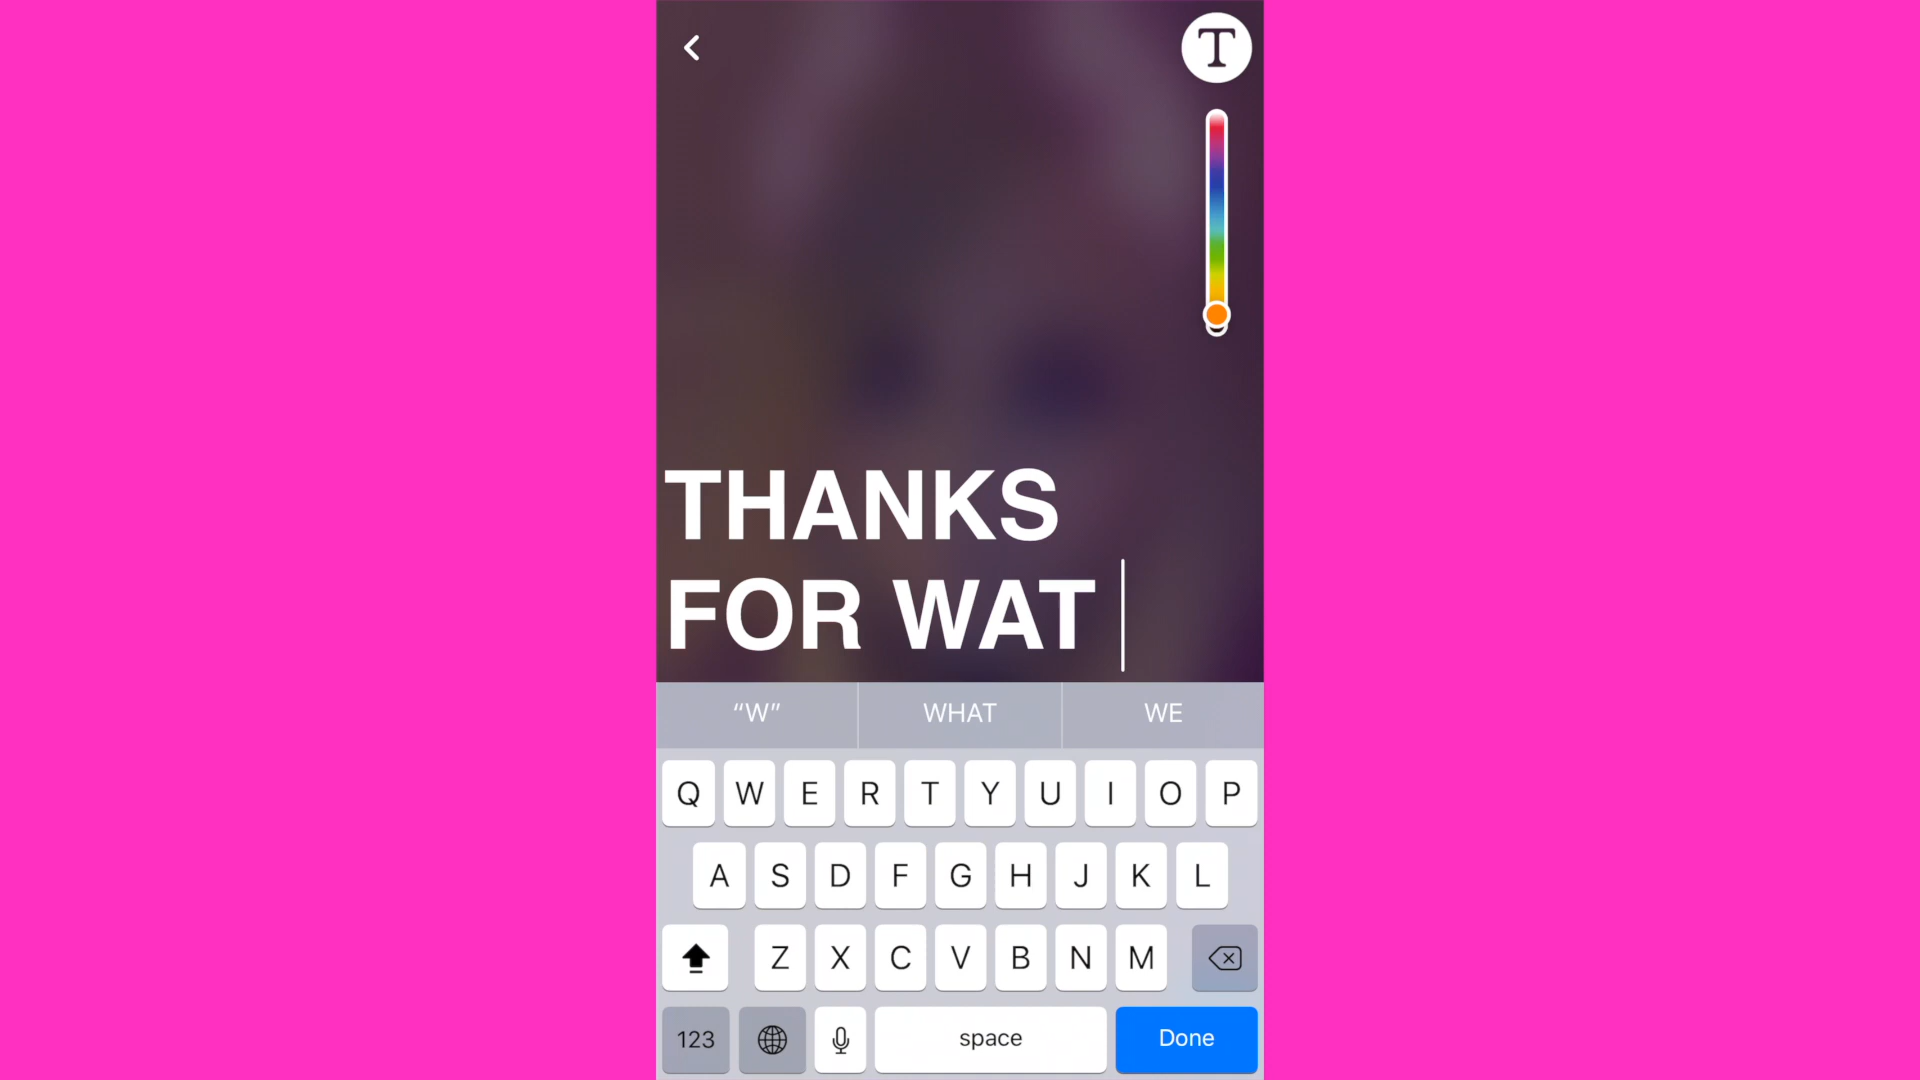 T
THANKS
FOR WAT
“W” WHAT WE
Q W E R T Y U I O P
A S D F G H J K L
Z X C V B N M
123 space Done